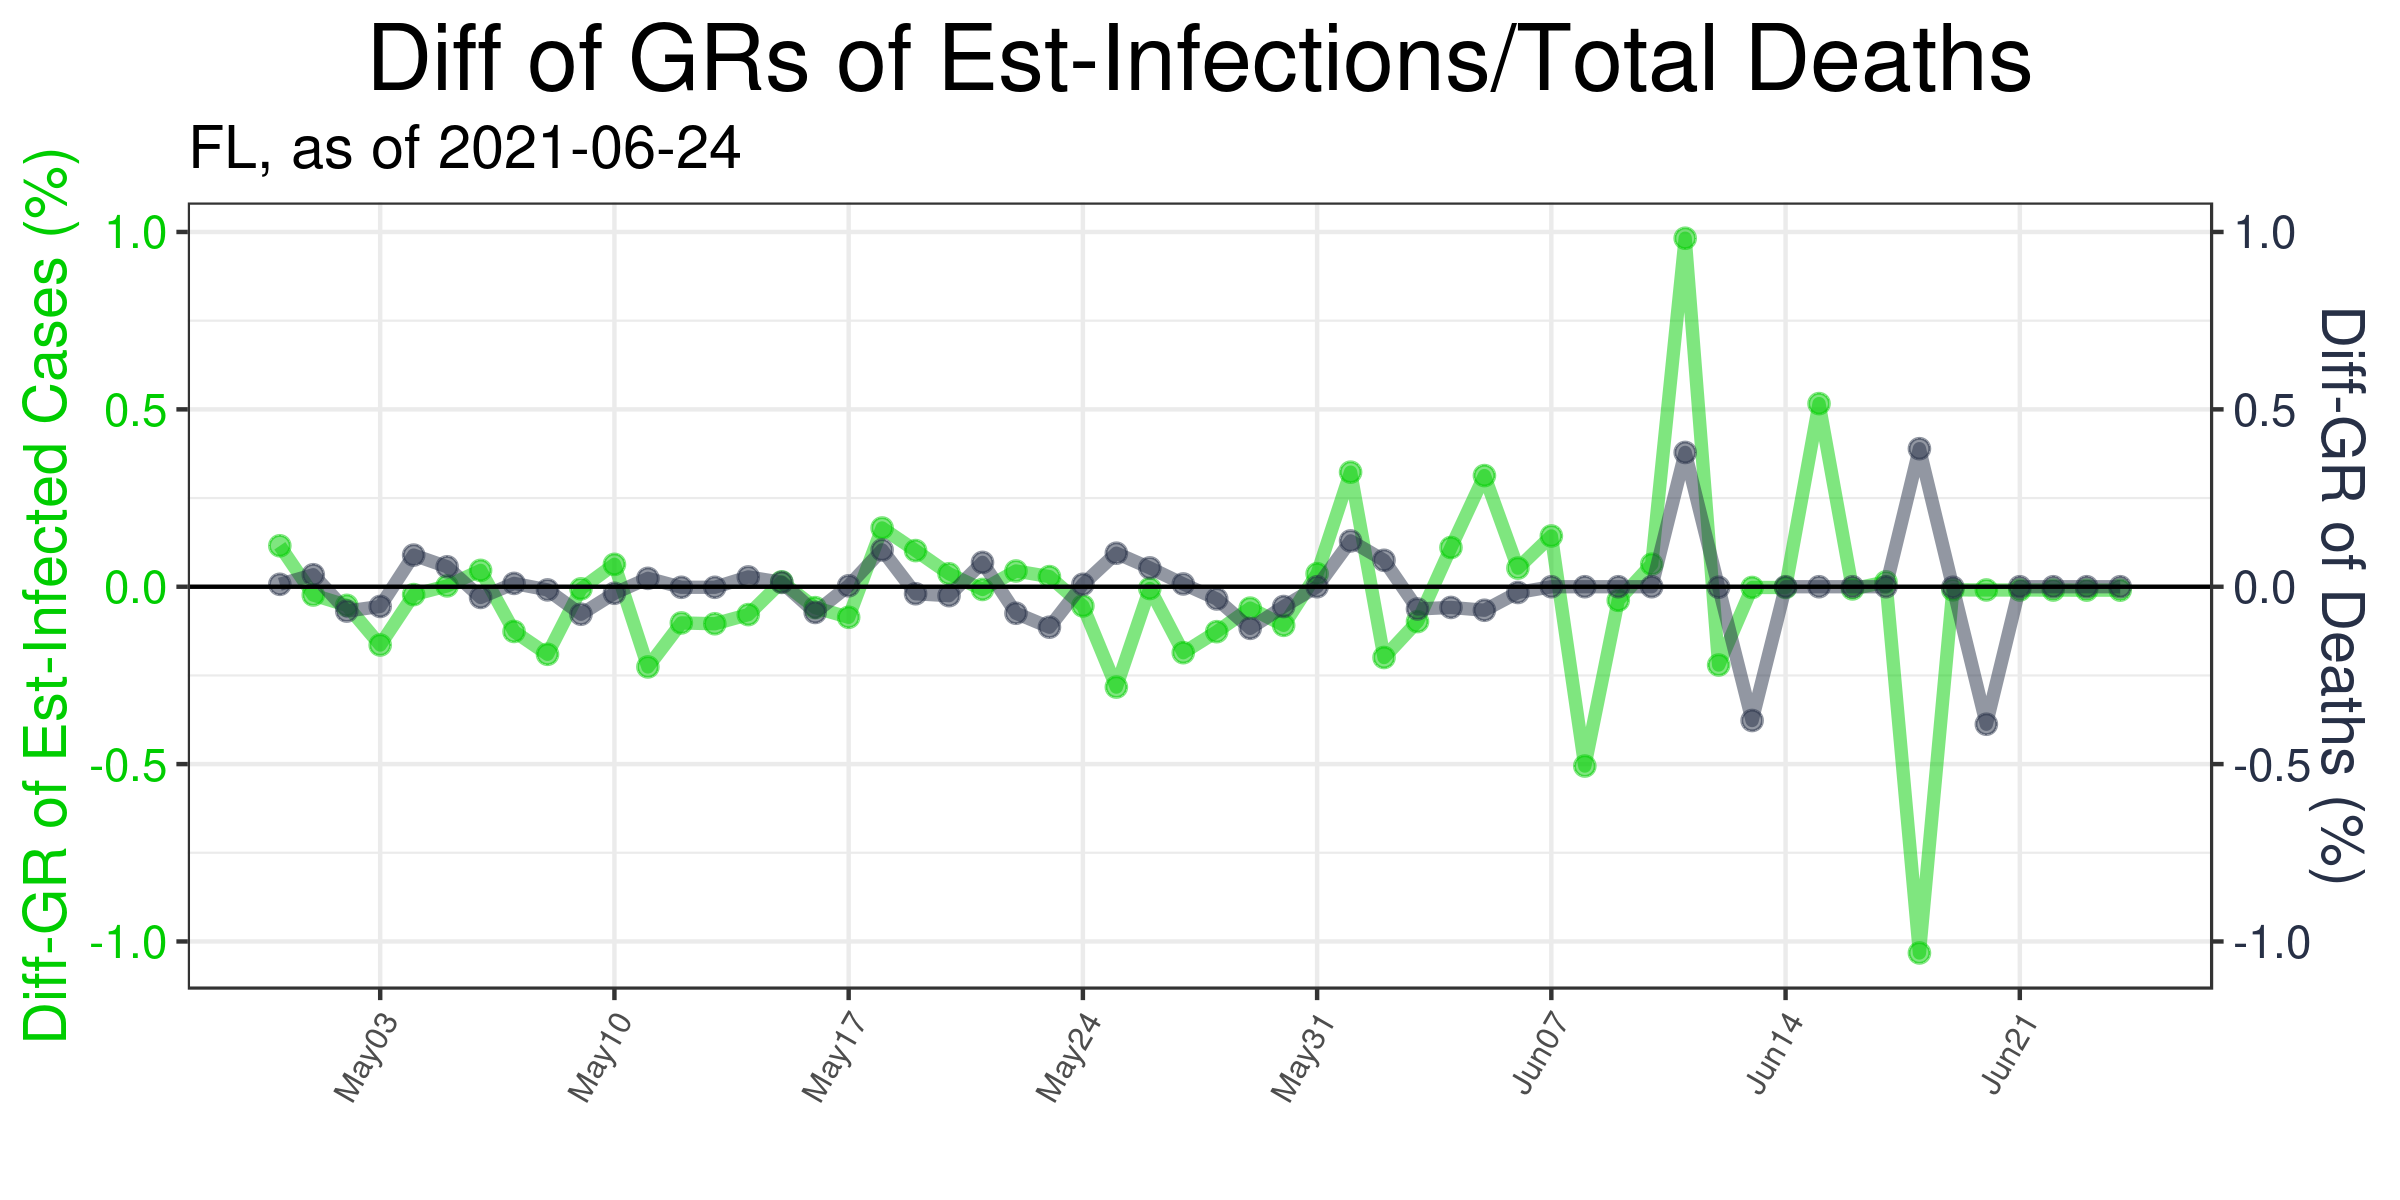 Diff of GRs of Est-Infections/Total Deaths
FL, as of 2021-06-24
Diff-GR of Est-Infected Cases (%)
1.0
0.5
0.0
-0.5
-1.0
1.0
0.5
0.0
-0.5
-1.0
Diff-GR of Deaths (%)
May03
May10
May17
May24
May31
Jun07
Jun14
Jun21